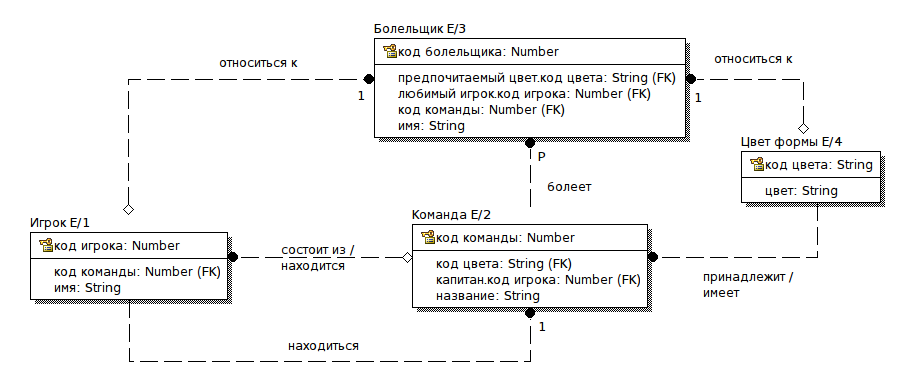 Болельщик E/3
код болельщика: Number
предпочитаемый цвет.код цвета: String (FK)
любимый игрок.код игрока: Number (FK)
код команды: Number (FK)
имя: String
относиться к
1
относиться к
1
P
болеет
Цвет формы E/4
код цвета: String
цвет: String
Игрок E/1
код игрока: Number
код команды: Number (FK)
имя: String
состоит из /
находится
Команда E/2
код команды: Number
код цвета: String (FK)
капитан.код игрока: Number (FK)
название: String
принадлежит /
имеет
1
находиться